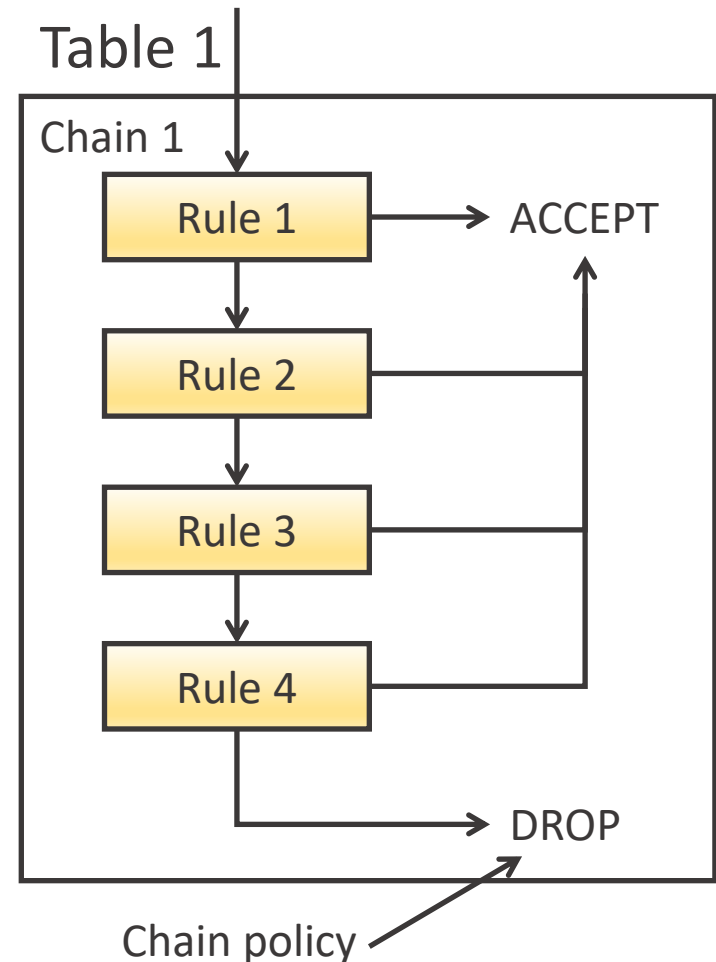 Table 1
Chain 1
Rule 1
ACCEPT
Rule 2
Rule 3
Rule 4
DROP
Chain policy